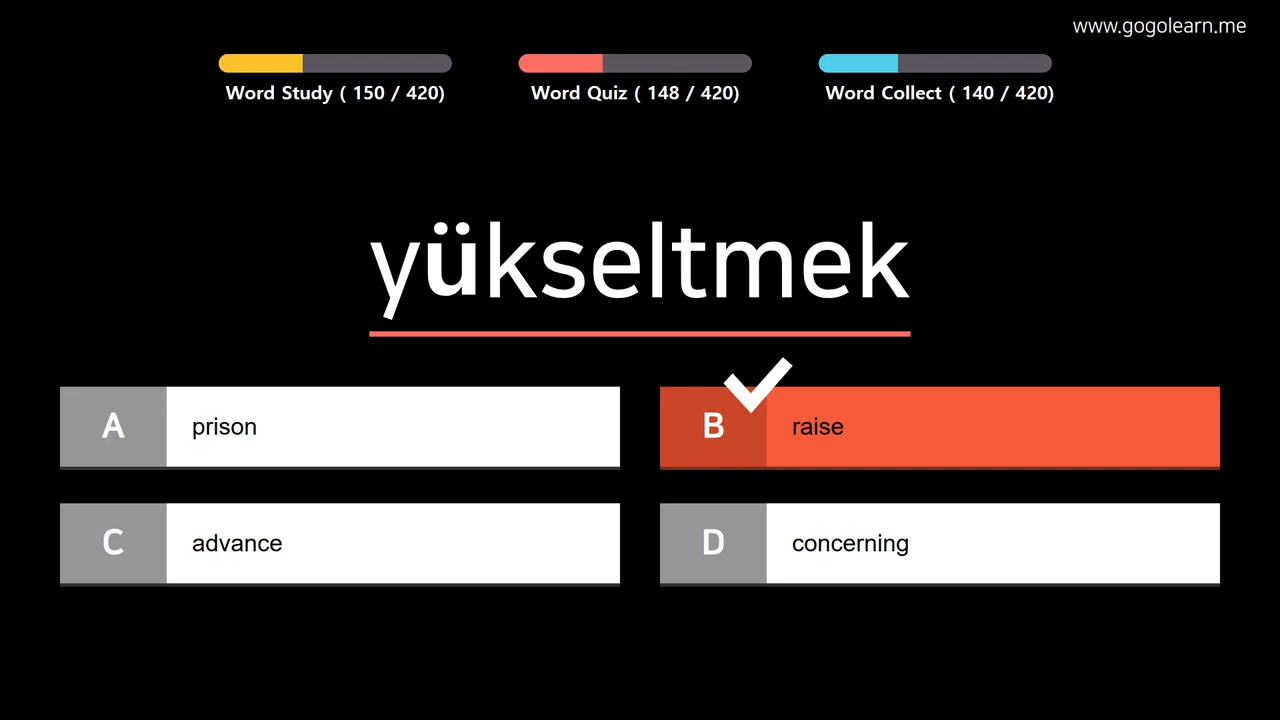 www.gogolearn.me
Word Study ( 150 / 420)
Word Quiz ( 148 / 420)
Word Collect ( 140 / 420)
yükseltmek
A prison
B raise
C advance
D concerning